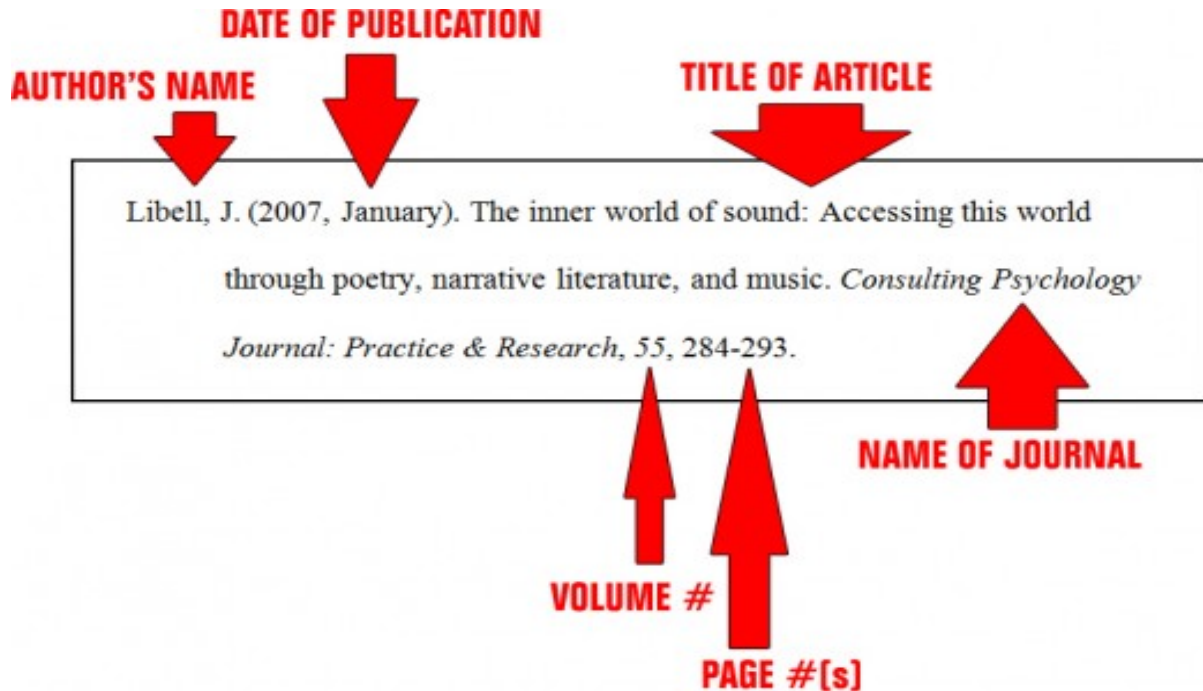 DATE OF PUBLICATION
AUTHOR'S NAME
TITLE OF ARTICLE
Libell, J. (2007, January). The inner world of sound: Accessing this world
through poetry, narrative literature, and music. Consulting Psychology
Journal: Practice & Research, 55, 284-293.
NAME OF JOURNAL
VOLUME #
PAGE #(s)